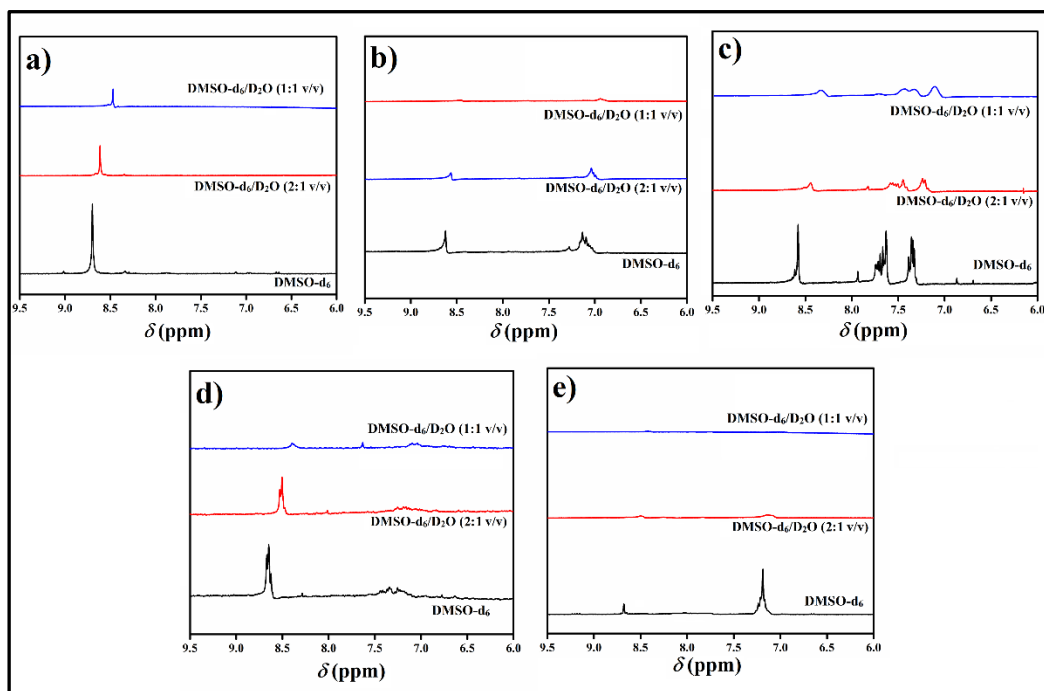 a)
DMSO-d6/D2O (1:1 v/v)
DMSO-d6/D2O (2:1 v/v)
DMSO-d6
9.5 9.0 8.5 8.0 7.5 7.0 6.5 6.0
δ (ppm)
b)
DMSO-d6/D2O (1:1 v/v)
DMSO-d6/D2O (2:1 v/v)
DMSO-d6
9.5 9.0 8.5 8.0 7.5 7.0 6.5 6.0
δ (ppm)
c)
DMSO-d6/D2O (1:1 v/v)
DMSO-d6/D2O (2:1 v/v)
DMSO-d6
9.5 9.0 8.5 8.0 7.5 7.0 6.5 6.0
δ (ppm)
d)
DMSO-d6/D2O (1:1 v/v)
DMSO-d6/D2O (2:1 v/v)
DMSO-d6
9.5 9.0 8.5 8.0 7.5 7.0 6.5 6.0
δ (ppm)
e)
DMSO-d6/D2O (1:1 v/v)
DMSO-d6/D2O (2:1 v/v)
DMSO-d6
9.5 9.0 8.5 8.0 7.5 7.0 6.5 6.0
δ (ppm)